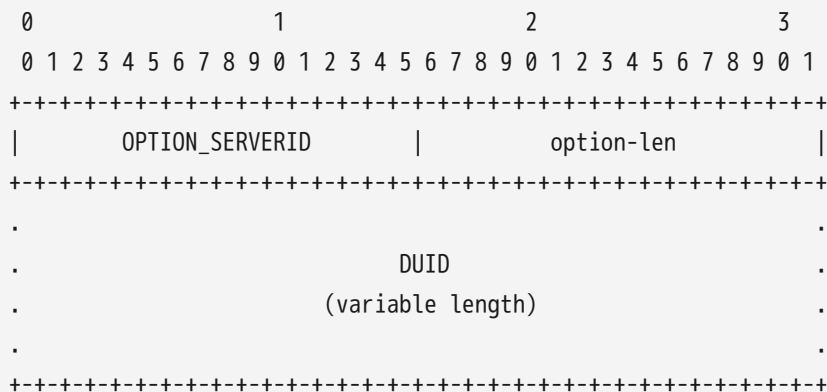 0                   1                   2                   3
 0 1 2 3 4 5 6 7 8 9 0 1 2 3 4 5 6 7 8 9 0 1 2 3 4 5 6 7 8 9 0 1
+-+-+-+-+-+-+-+-+-+-+-+-+-+-+-+-+-+-+-+-+-+-+-+-+-+-+-+-+-+-+-+-+
|        OPTION_SERVERID        |          option-len           |
+-+-+-+-+-+-+-+-+-+-+-+-+-+-+-+-+-+-+-+-+-+-+-+-+-+-+-+-+-+-+-+-+
.                                                               .
.                              DUID                             .
.                        (variable length)                      .
.                                                               .
+-+-+-+-+-+-+-+-+-+-+-+-+-+-+-+-+-+-+-+-+-+-+-+-+-+-+-+-+-+-+-+-+